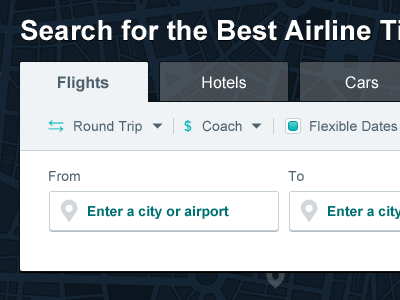 Search for the Best Airline Ti
Flights Hotels Cars
Round Trip $ Coach Flexible Dates
From To
Enter a city or airport Enter a city